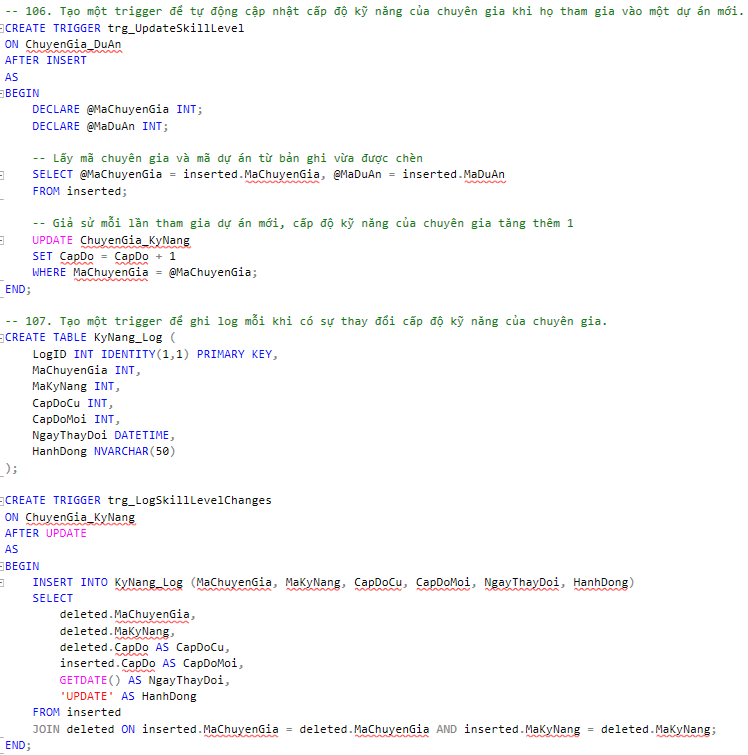 -- 106. Tạo một trigger để tự động cập nhật cấp độ kỹ năng của chuyên gia khi họ tham gia vào một dự án mới.
CREATE TRIGGER trg_UpdateSkillLevel
ON ChuyenGia_DuAn
AFTER INSERT
AS
BEGIN
    DECLARE @MaChuyenGia INT;
    DECLARE @MaDuAn INT;

    -- Lấy mã chuyên gia và mã dự án từ bản ghi vừa được chèn
    SELECT @MaChuyenGia = inserted.MaChuyenGia, @MaDuAn = inserted.MaDuAn
    FROM inserted;

    -- Giả sử mỗi lần tham gia dự án mới, cấp độ kỹ năng của chuyên gia tăng thêm 1
    UPDATE ChuyenGia_KyNang
    SET CapDo = CapDo + 1
    WHERE MaChuyenGia = @MaChuyenGia;
END;

-- 107. Tạo một trigger để ghi log mỗi khi có sự thay đổi cấp độ kỹ năng của chuyên gia.
CREATE TABLE KyNang_Log (
    LogID INT IDENTITY(1,1) PRIMARY KEY,
    MaChuyenGia INT,
    MaKyNang INT,
    CapDoCu INT,
    CapDoMoi INT,
    NgayThayDoi DATETIME,
    HanhDong NVARCHAR(50)
);

CREATE TRIGGER trg_LogSkillLevelChanges
ON ChuyenGia_KyNang
AFTER UPDATE
AS
BEGIN
    INSERT INTO KyNang_Log (MaChuyenGia, MaKyNang, CapDoCu, CapDoMoi, NgayThayDoi, HanhDong)
    SELECT
        deleted.MaChuyenGia,
        deleted.MaKyNang,
        deleted.CapDo AS CapDoCu,
        inserted.CapDo AS CapDoMoi,
        GETDATE() AS NgayThayDoi,
        'UPDATE' AS HanhDong
    FROM inserted
    JOIN deleted ON inserted.MaChuyenGia = deleted.MaChuyenGia AND inserted.MaKyNang = deleted.MaKyNang;
END;